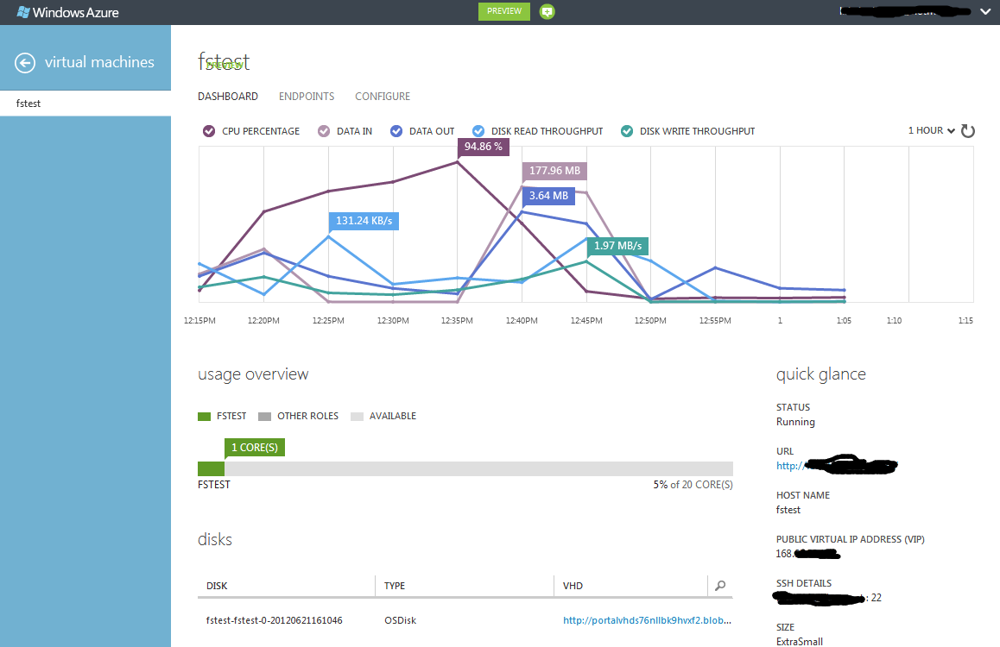 Windows Azure
PREVIEW
virtual machines
fstest
fstest
PREVIEW
DASHBOARD ENDPOINTS CONFIGURE
CPU PERCENTAGE DATA IN DATA OUT DISK READ THROUGHPUT DISK WRITE THROUGHPUT 1 HOUR
94.86 %
177.96 MB
3.64 MB
131.24 KB/s
1.97 MB/s
12:15PM 12:20PM 12:25PM 12:30PM 12:35PM 12:40PM 12:45PM 12:50PM 12:55PM 1 1:05 1:10 1:15
usage overview
FSTEST OTHER ROLES AVAILABLE
1 CORE(S)
FSTEST 5% of 20 CORE(S)
disks
DISK TYPE VHD
fstest-fstest-0-20120621161046 OSDisk http://portalvhds76nllbk9hvxf2.blob...
quick glance
STATUS
Running
URL
http://
HOST NAME
fstest
PUBLIC VIRTUAL IP ADDRESS (VIP)
168.
SSH DETAILS
: 22
SIZE
ExtraSmall